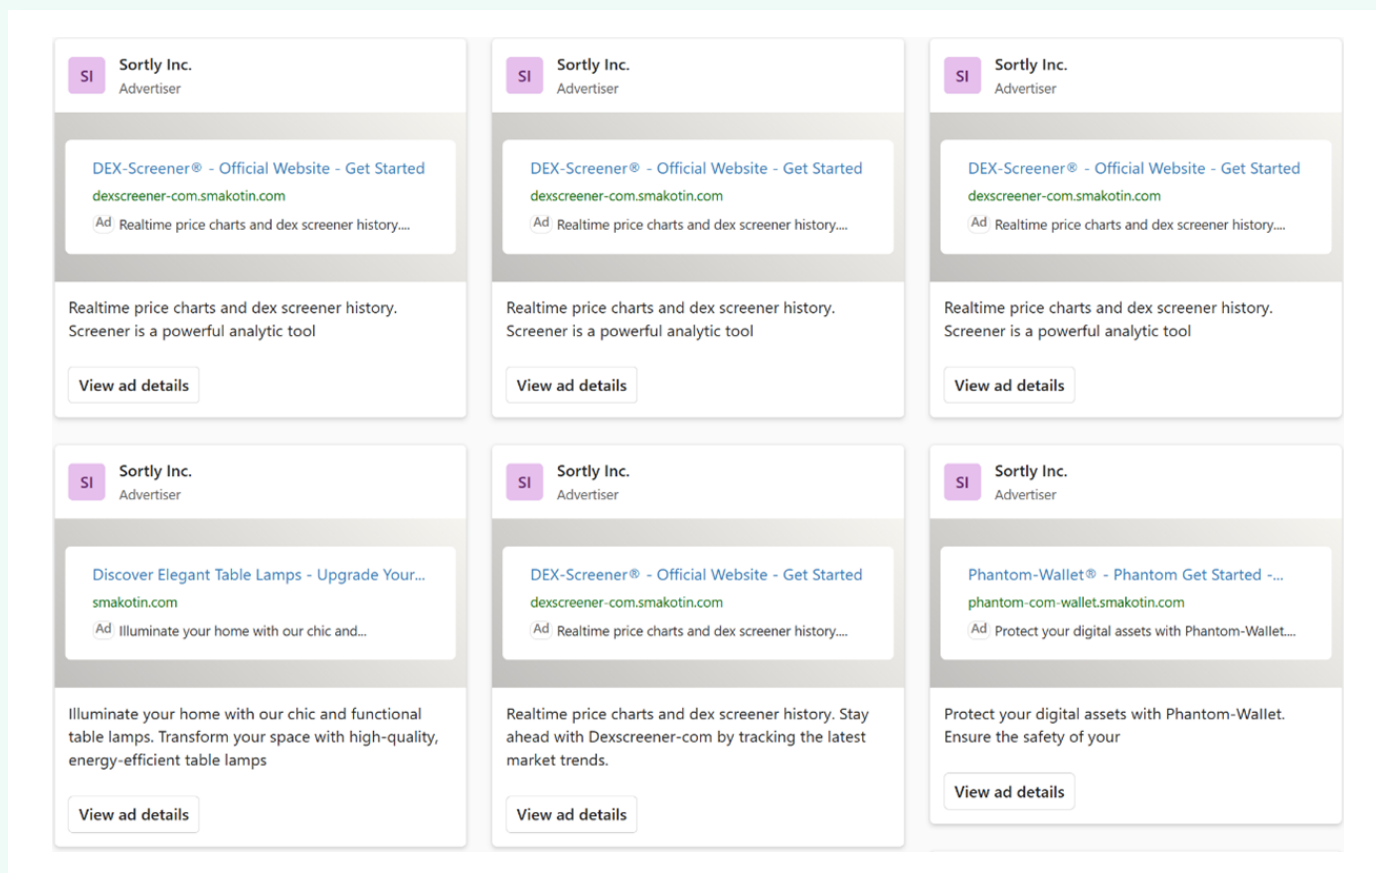 SI
Sortly Inc.
Advertiser
DEX-Screener® - Official Website - Get Started
dexscreener-com.smakotin.com
Ad Realtime price charts and dex screener history....
Realtime price charts and dex screener history.
Screener is a powerful analytic tool
View ad details
SI
Sortly Inc.
Advertiser
DEX-Screener® - Official Website - Get Started
dexscreener-com.smakotin.com
Ad Realtime price charts and dex screener history....
Realtime price charts and dex screener history.
Screener is a powerful analytic tool
View ad details
SI
Sortly Inc.
Advertiser
DEX-Screener® - Official Website - Get Started
dexscreener-com.smakotin.com
Ad Realtime price charts and dex screener history....
Realtime price charts and dex screener history.
Screener is a powerful analytic tool
View ad details
SI
Sortly Inc.
Advertiser
Discover Elegant Table Lamps - Upgrade Your...
smakotin.com
Ad Illuminate your home with our chic and...
Illuminate your home with our chic and functional
table lamps. Transform your space with high-quality,
energy-efficient table lamps
View ad details
SI
Sortly Inc.
Advertiser
DEX-Screener® - Official Website - Get Started
dexscreener-com.smakotin.com
Ad Realtime price charts and dex screener history....
Realtime price charts and dex screener history. Stay
ahead with Dexscreener-com by tracking the latest
market trends.
View ad details
SI
Sortly Inc.
Advertiser
Phantom-Wallet® - Phantom Get Started -...
phantom-com-wallet.smakotin.com
Ad Protect your digital assets with Phantom-Wallet....
Protect your digital assets with Phantom-Wallet.
Ensure the safety of your
View ad details